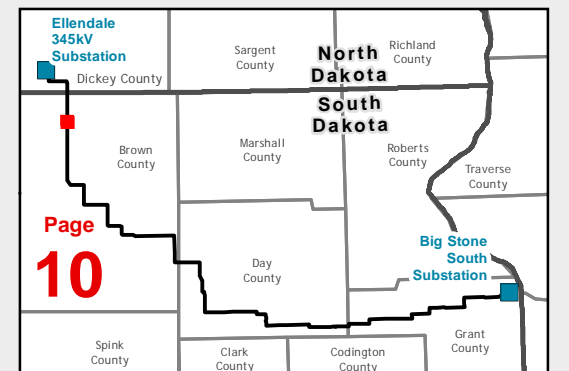 Ellendale
345kV
Substation
Dickey County
Sargent
County
North
Dakota
Richland
County
South
Dakota
Brown
County
Marshall
County
Roberts
County
Traverse
County
Page
10
Day
County
Big Stone
South
Substation
Spink
County
Clark
County
Codington
County
Grant
County